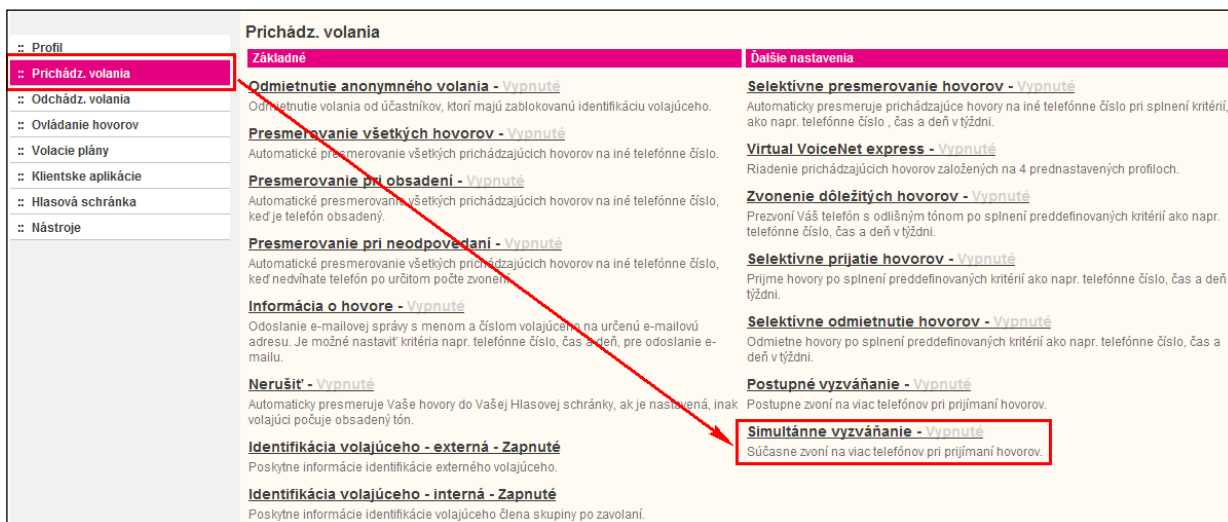 :: Profil
:: Prichádz. volania
:: Odchádz. volania
:: Ovládanie hovorov
:: Volacie plány
:: Klientske aplikácie
:: Hlasová schránka
:: Nástroje
Prichádz. volania
Základné
Odmietnutie anonymného volania - Vypnuté
Odmietnutie volania od účastníkov, ktorí majú zablokovanú identifikáciu volajúceho.
Presmerovanie všetkých hovorov - Vypnuté
Automatické presmerovanie všetkých prichádzajúcich hovorov na iné telefónne číslo.
Presmerovanie pri obsadení - Vypnuté
Automatické presmerovanie všetkých prichádzajúcich hovorov na iné telefónne číslo,
keď je telefón obsadený.
Presmerovanie pri neodpovedaní - Vypnuté
Automatické presmerovanie všetkých prichádzajúcich hovorov na iné telefónne číslo,
keď nedvíhate telefón po určitom počte zvonení.
Informácia o hovore - Vypnuté
Odoslanie e-mailovej správy s menom a číslom volajúceho na určenú e-mailovú
adresu. Je možné nastaviť kritéria napr. telefónne číslo, čas a deň, pre odoslanie e-
mailu.
Nerušiť - Vypnuté
Automaticky presmeruje Vaše hovory do Vašej Hlasovej schránky, ak je nastavená, inak
volajúci počuje obsadený tón.
Identifikácia volajúceho - externá - Zapnuté
Poskytne informácie identifikácie externého volajúceho.
Identifikácia volajúceho - interná - Zapnuté
Poskytne informácie identifikácie volajúceho člena skupiny po zavolaní.
Ďalšie nastavenia
Selektívne presmerovanie hovorov - Vypnuté
Automaticky presmeruje prichádzajúce hovory na iné telefónne číslo pri splnení kritérií,
ako napr. telefónne číslo , čas a deň v týždni.
Virtual VoiceNet express - Vypnuté
Riadenie prichádzajúcich hovorov založených na 4 prednastavených profiloch.
Zvonenie dôležitých hovorov - Vypnuté
Prezvoní Váš telefón s odlišným tónom po splnení preddefinovaných kritérií ako napr.
telefónne číslo, čas a deň v týždni.
Selektívne prijatie hovorov - Vypnuté
Prijme hovory po splnení preddefinovaných kritérií ako napr. telefónne číslo, čas a deň
týždni.
Selektívne odmietnutie hovorov - Vypnuté
Odmietne hovory po splnení preddefinovaných kritérií ako napr. telefónne číslo, čas a
deň v týždni.
Postupné vyzváňanie - Vypnuté
Postupne zvoní na viac telefónov pri prijímaní hovorov.
Simultánne vyzváňanie - Vypnuté
Súčasne zvoní na viac telefónov pri prijímaní hovorov.